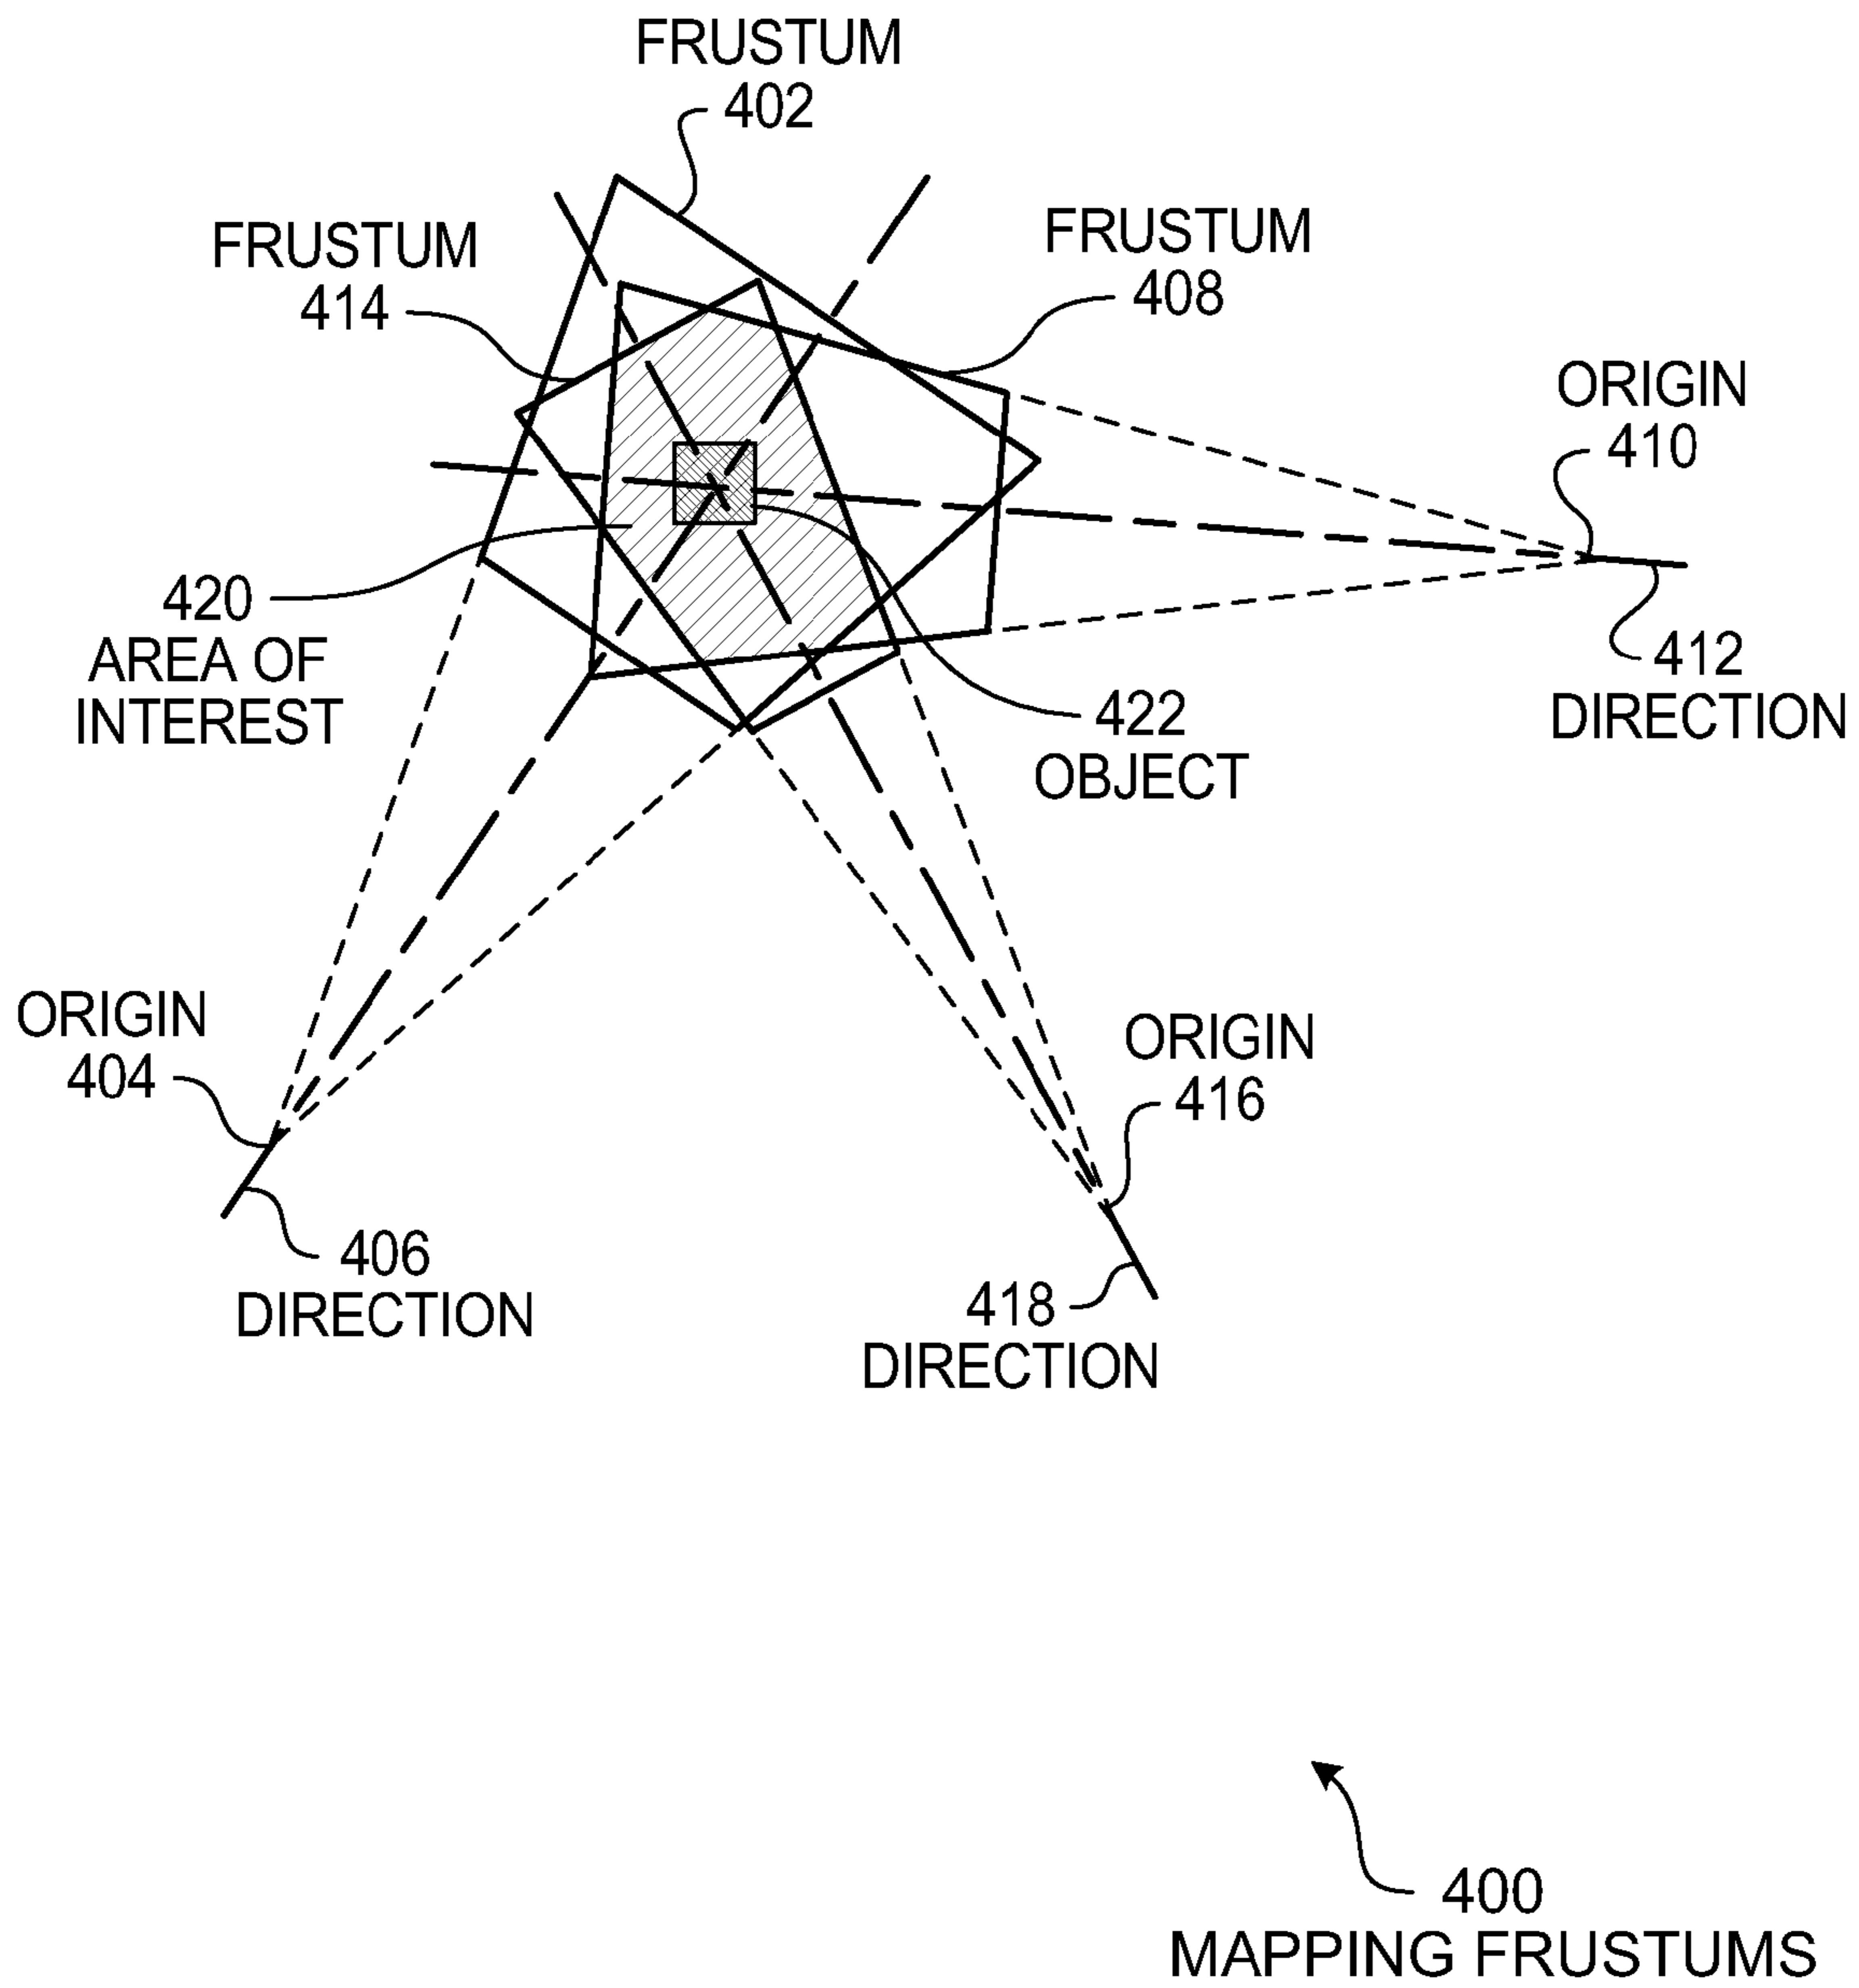 FRUSTUM
402
FRUSTUM
414
FRUSTUM
408
ORIGIN
410
420
AREA OF
INTEREST
412
DIRECTION
422
OBJECT
ORIGIN
404
ORIGIN
416
406
DIRECTION
418
DIRECTION
400
MAPPING FRUSTUMS